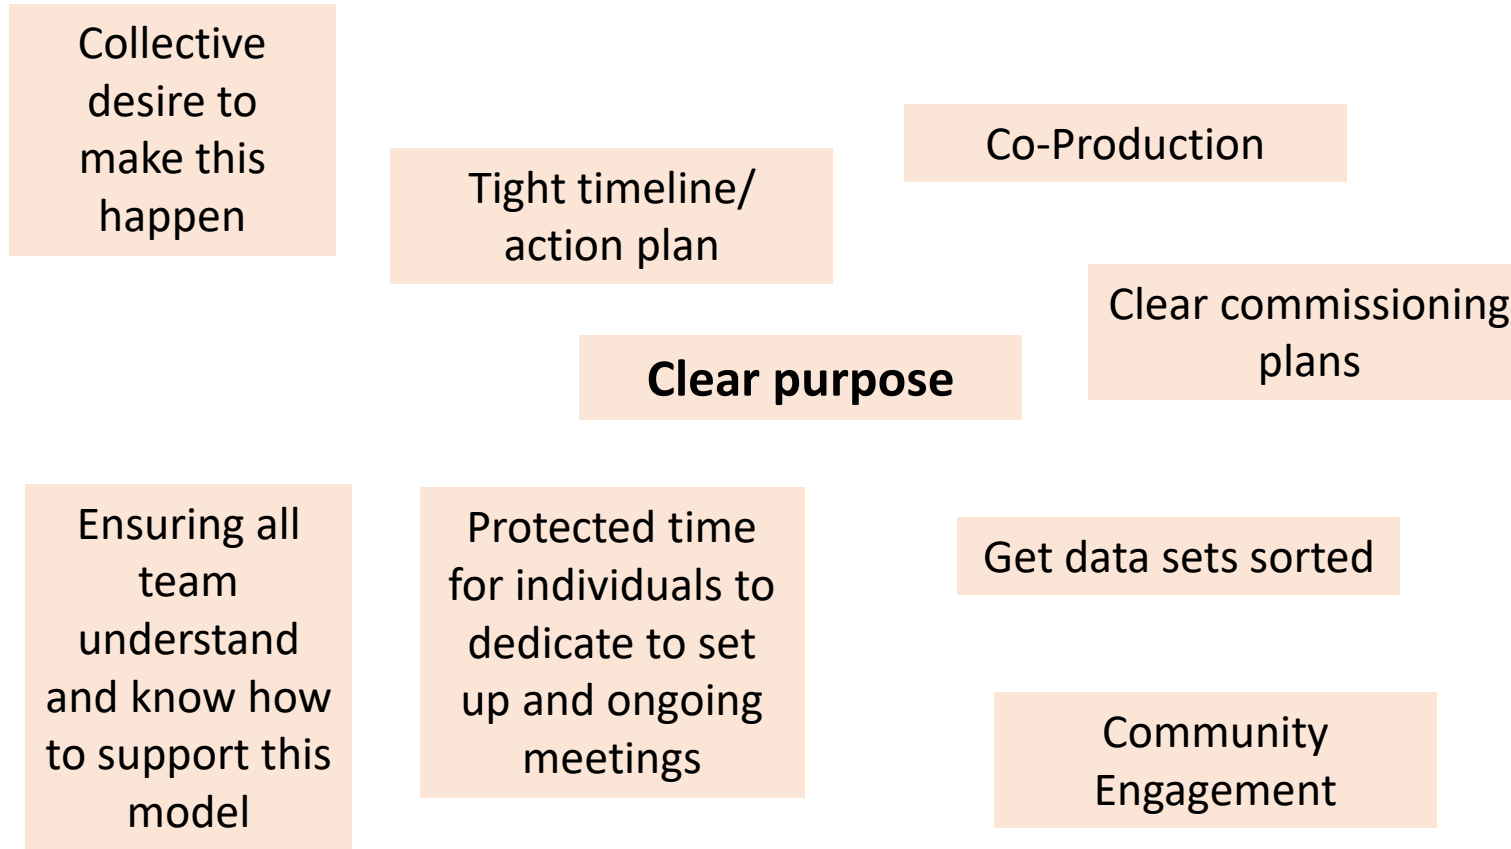 Collective
desire to
make this
happen
Tight timeline/
action plan
Co-Production
Clear commissioning
plans
Clear purpose
Ensuring all
team
understand
and know how
to support this
model
Protected time
for individuals to
dedicate to set
up and ongoing
meetings
Get data sets sorted
Community
Engagement